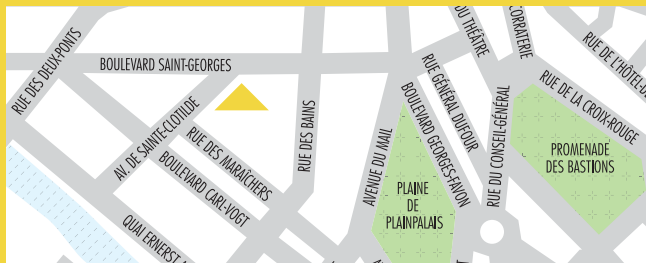 RUE DES DEUX-PONTS
BOULEVARD SAINT-GEORGES
AV. DE SAINTE-CLOTILDE
RUE DES MARAÎCHERS
BOULEVARD CARL-VOGT
QUAI ERNERST
RUE DES BAINS
AVENUE DU MAIL
PLAINE
DE
PLAINPALAIS
BOULEVARD GEORGES-FAVON
RUE GÉNÉRAL DUFOUR
DU THÉÂTRE
CORRATERIE
RUE DU CONSEIL-GÉNÉRAL
RUE DE LA CROIX-ROUGE
RUE DE L'HÔTEL-
PROMENADE
DES BASTIONS